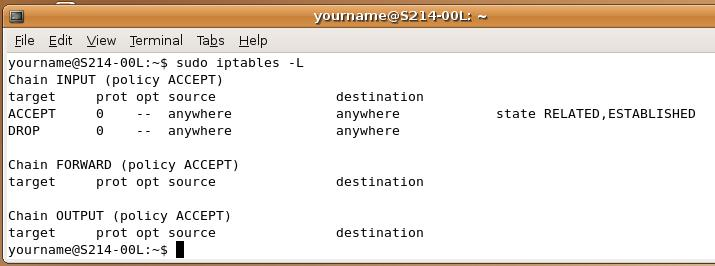 yourname@S214-00L: ~
File Edit View Terminal Tabs Help
yourname@S214-00L:~$ sudo iptables -L
Chain INPUT (policy ACCEPT)
target     prot opt source               destination
ACCEPT     0    --  anywhere             anywhere            state RELATED,ESTABLISHED
DROP       0    --  anywhere             anywhere
Chain FORWARD (policy ACCEPT)
target     prot opt source               destination
Chain OUTPUT (policy ACCEPT)
target     prot opt source               destination
yourname@S214-00L:~$